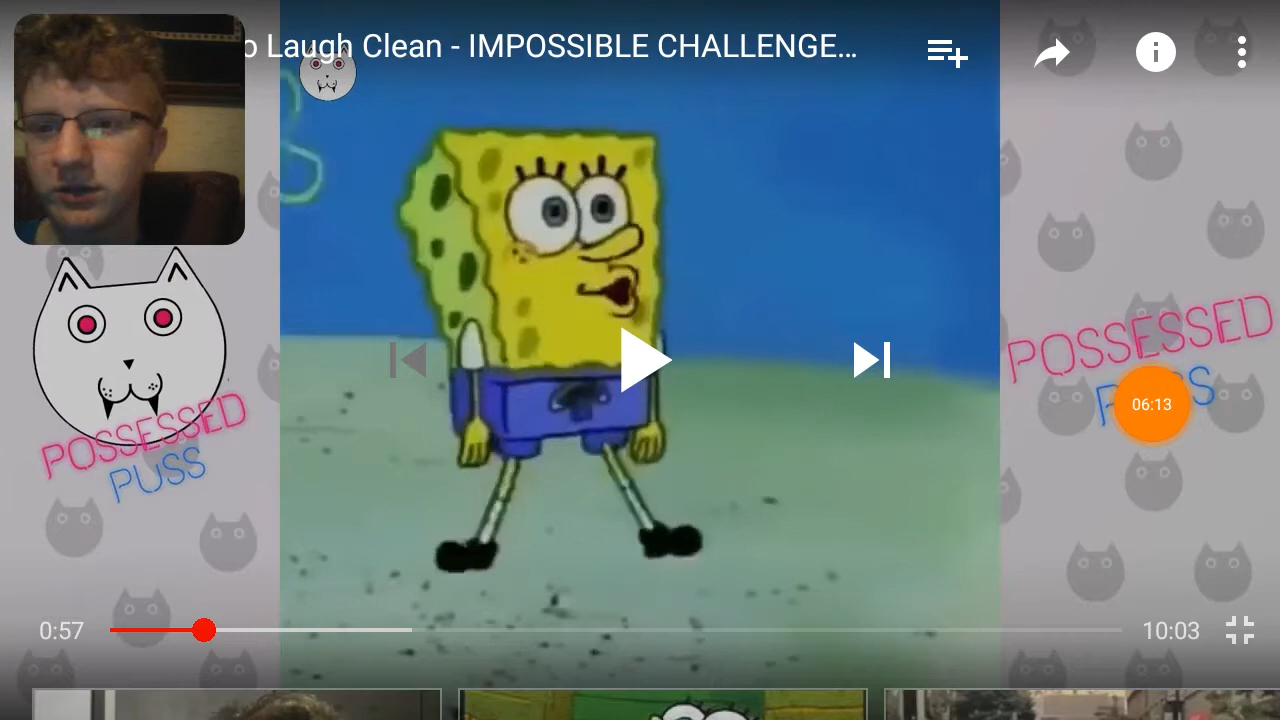 o Laugh Clean - IMPOSSIBLE CHALLENGE...
POSSESSED
PUSS
POSSESSED
06:13
0:57
10:03